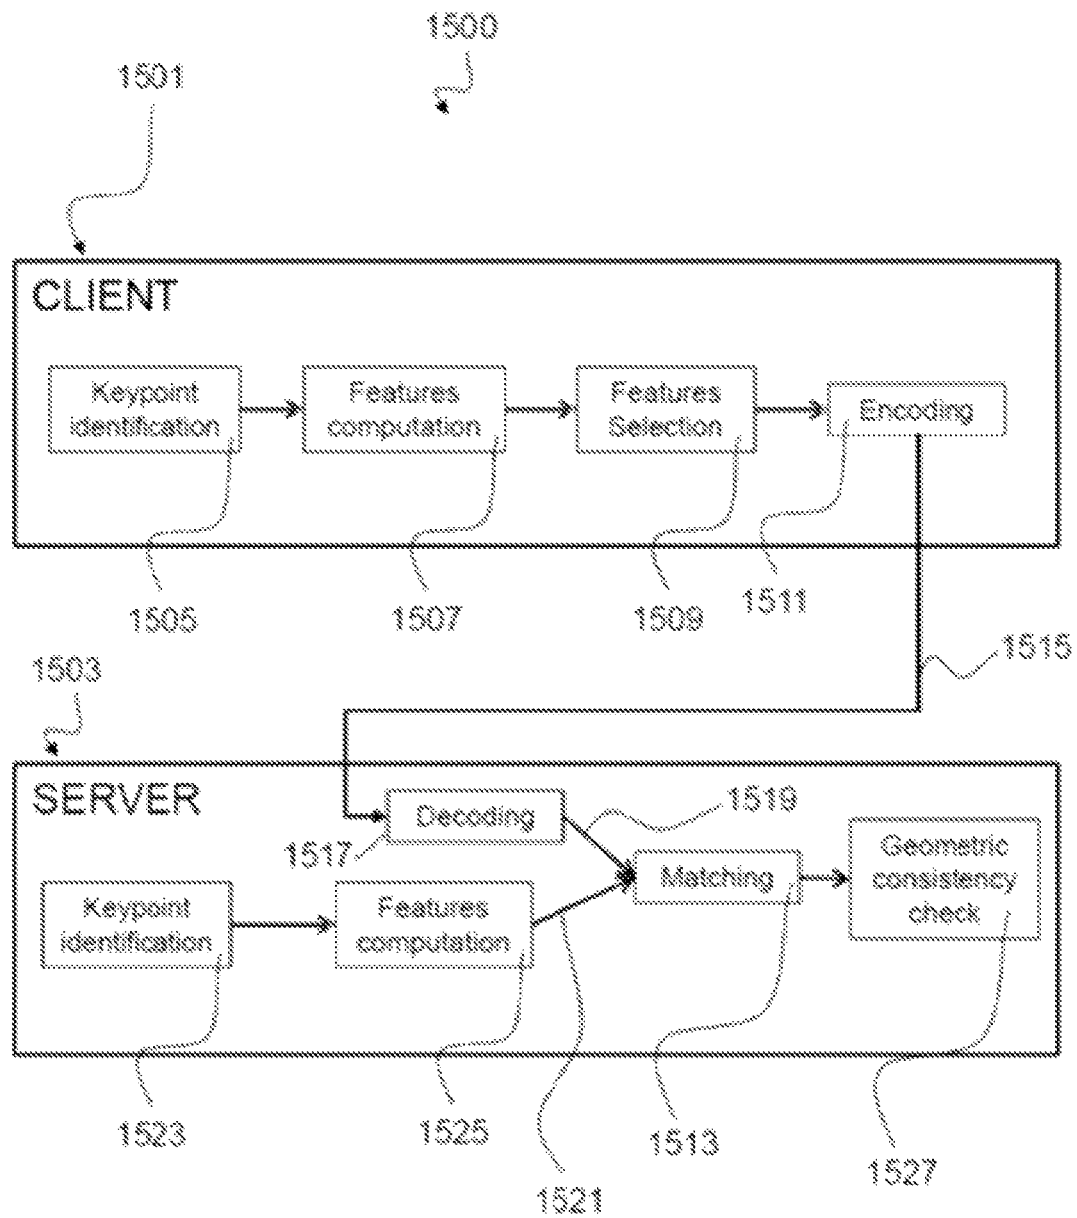 1500
1501
CLIENT
Keypoint
identification
Features
computation
Features
Selection
Encoding
1505
1507
1509
1511
1515
1503
SERVER
Decoding
1519
1517
Matching
Geometric
consistency
check
Keypoint
identification
Features
computation
1523
1525
1521
1513
1527